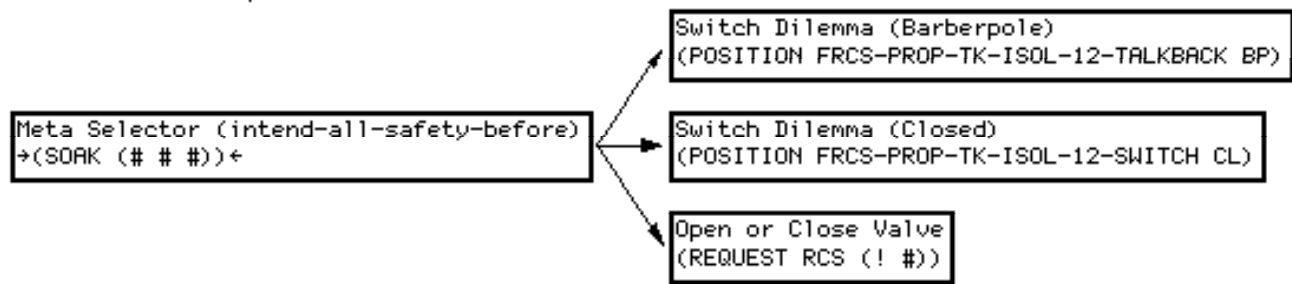 Switch Dilemma (Barberpole)
(POSITION FRCS-PROP-TK-ISOL-12-TALKBACK BP)
Meta Selector (intend-all-safety-before)
→(SOAK (# # #))←
Switch Dilemma (Closed)
(POSITION FRCS-PROP-TK-ISOL-12-SWITCH CL)
Open or Close Valve
(REQUEST RCS (! #))